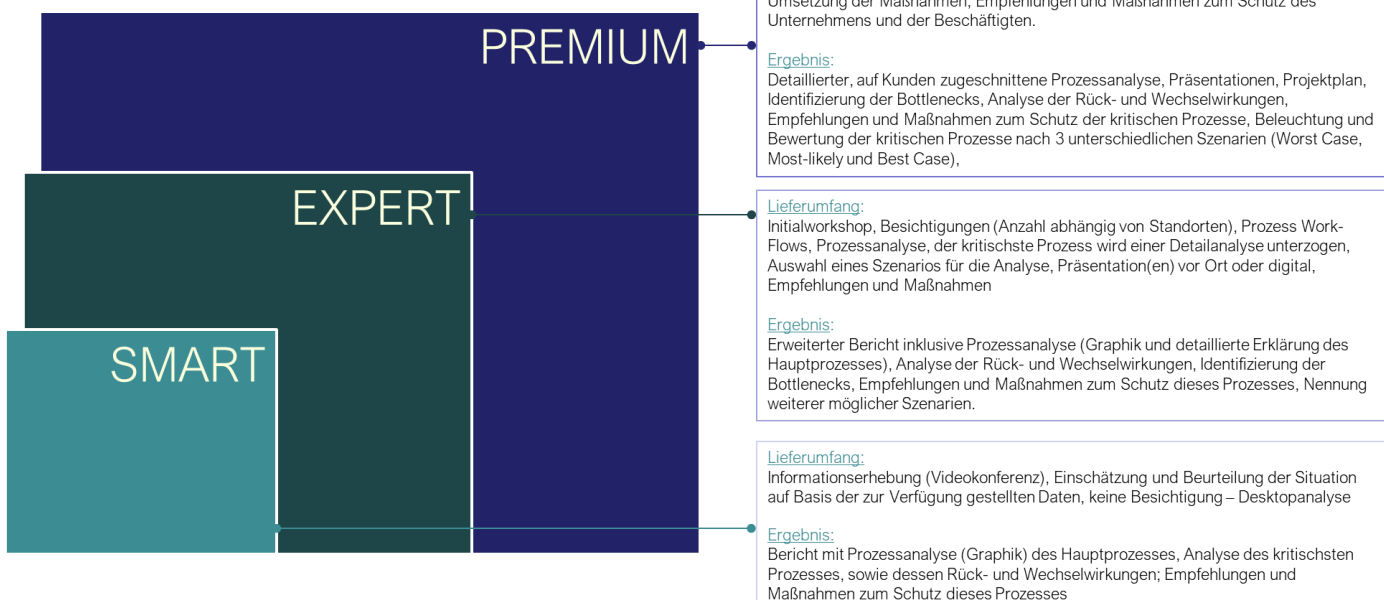 PREMIUM
Umsetzung der Maßnahmen, Empfehlungen und Maßnahmen zum Schutz des
Unternehmens und der Beschäftigten.
Ergebnis:
Detaillierter, auf Kunden zugeschnittene Prozessanalyse, Präsentationen, Projektplan,
Identifizierung der Bottlenecks, Analyse der Rück- und Wechselwirkungen,
Empfehlungen und Maßnahmen zum Schutz der kritischen Prozesse, Beleuchtung und
Bewertung der kritischen Prozesse nach 3 unterschiedlichen Szenarien (Worst Case,
Most-likely und Best Case),
EXPERT
Lieferumfang:
Initialworkshop, Besichtigungen (Anzahl abhängig von Standorten), Prozess Work-
Flows, Prozessanalyse, der kritischste Prozess wird einer Detailanalyse unterzogen,
Auswahl eines Szenarios für die Analyse, Präsentation(en) vor Ort oder digital,
Empfehlungen und Maßnahmen
Ergebnis:
Erweiterter Bericht inklusive Prozessanalyse (Graphik und detaillierte Erklärung des
Hauptprozesses), Analyse der Rück- und Wechselwirkungen, Identifizierung der
Bottlenecks, Empfehlungen und Maßnahmen zum Schutz dieses Prozesses, Nennung
weiterer möglicher Szenarien.
SMART
Lieferumfang:
Informationserhebung (Videokonferenz), Einschätzung und Beurteilung der Situation
auf Basis der zur Verfügung gestellten Daten, keine Besichtigung – Desktopanalyse
Ergebnis:
Bericht mit Prozessanalyse (Graphik) des Hauptprozesses, Analyse des kritischsten
Prozesses, sowie dessen Rück- und Wechselwirkungen; Empfehlungen und
Maßnahmen zum Schutz dieses Prozesses